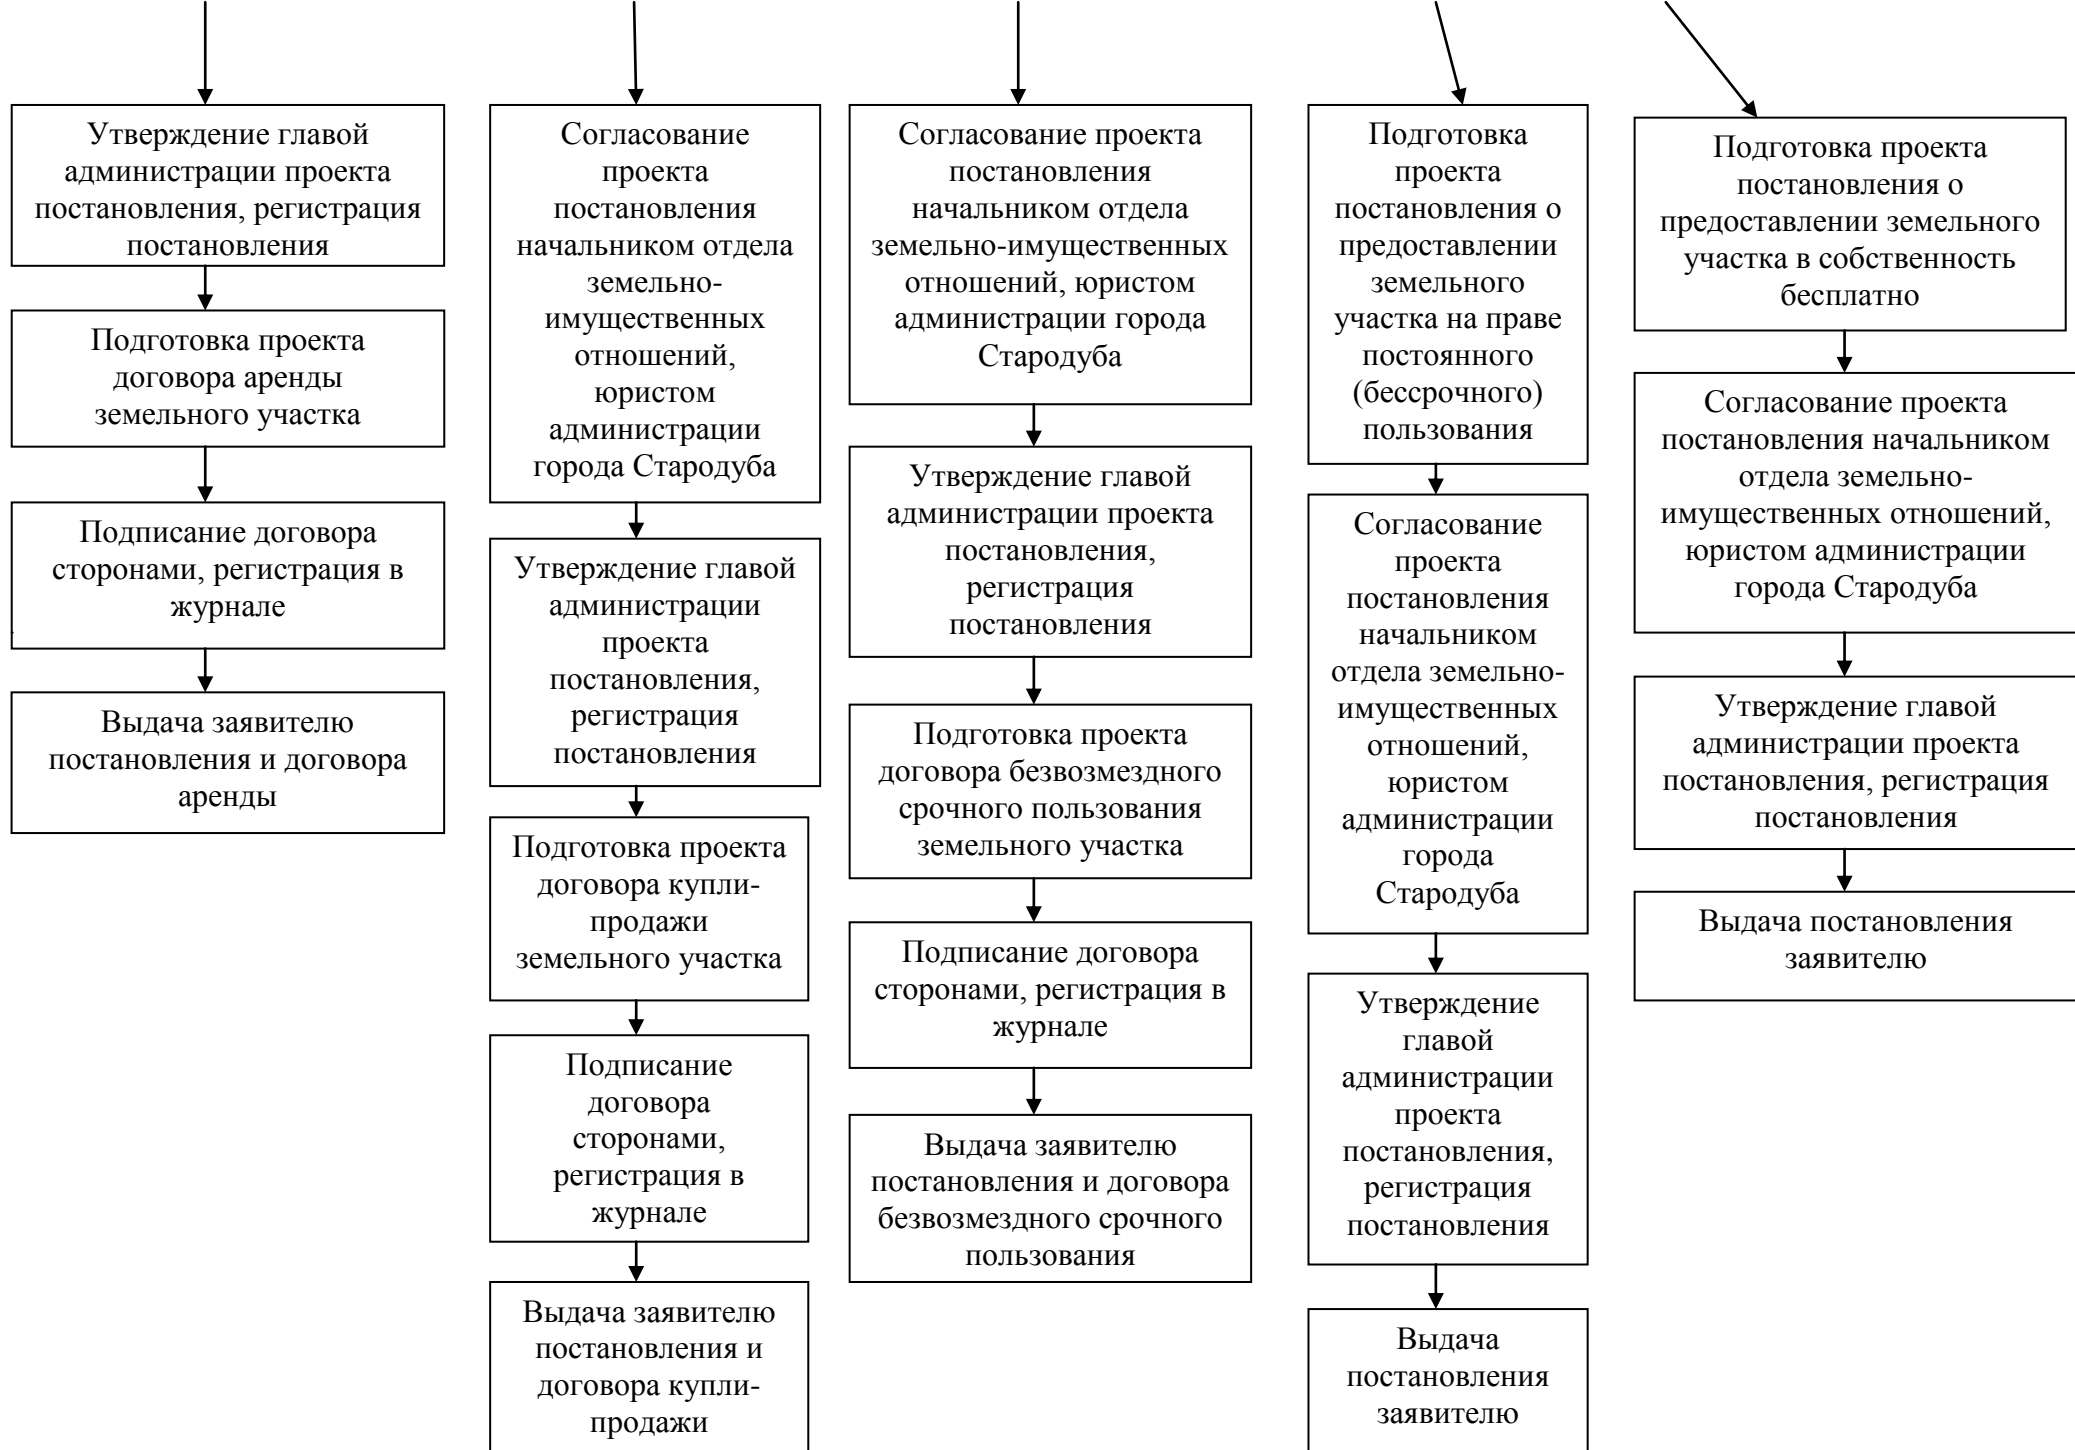 Утверждение главой
администрации проекта
постановления, регистрация
постановления
Подготовка проекта
договора аренды
земельного участка
Подписание договора
сторонами, регистрация в
журнале
.
Выдача заявителю
постановления и договора
аренды
Согласование
проекта
постановления
начальником отдела
земельно-
имущественных
отношений,
юристом
администрации
города Стародуба
Утверждение главой
администрации
проекта
постановления,
регистрация
постановления
Подготовка проекта
договора купли-
продажи
земельного участка
Подписание
договора
сторонами,
регистрация в
журнале
Выдача заявителю
постановления и
договора купли-
продажи
Согласование проекта
постановления
начальником отдела
земельно-имущественных
отношений, юристом
администрации города
Стародуба
Утверждение главой
администрации проекта
постановления,
регистрация
постановления
Подготовка проекта
договора безвозмездного
срочного пользования
земельного участка
Подписание договора
сторонами, регистрация в
журнале
Выдача заявителю
постановления и договора
безвозмездного срочного
пользования
Подготовка
проекта
постановления о
предоставлении
земельного
участка на праве
постоянного
(бессрочного)
пользования
Согласование
проекта
постановления
начальником
отдела земельно-
имущественных
отношений,
юристом
администрации
города
Стародуба
Утверждение
главой
администрации
проекта
постановления,
регистрация
постановления
Выдача
постановления
заявителю
Подготовка проекта
постановления о
предоставлении земельного
участка в собственность
бесплатно
Согласование проекта
постановления начальником
отдела земельно-
имущественных отношений,
юристом администрации
города Стародуба
Утверждение главой
администрации проекта
постановления, регистрация
постановления
Выдача постановления
заявителю